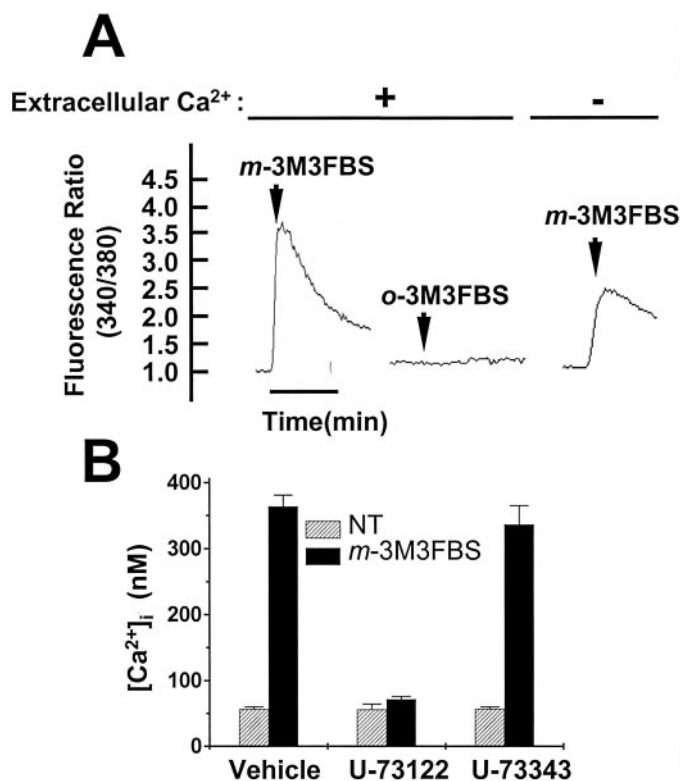 A
Extracellular Ca²⁺ : + -
Fluorescence Ratio
(340/380)
4.5
4.0
3.5
3.0
2.5
2.0
1.5
1.0
m-3M3FBS
o-3M3FBS
m-3M3FBS
Time(min)
B
[Ca²⁺]i (nM)
400
300
200
100
0
NT
m-3M3FBS
Vehicle U-73122 U-73343